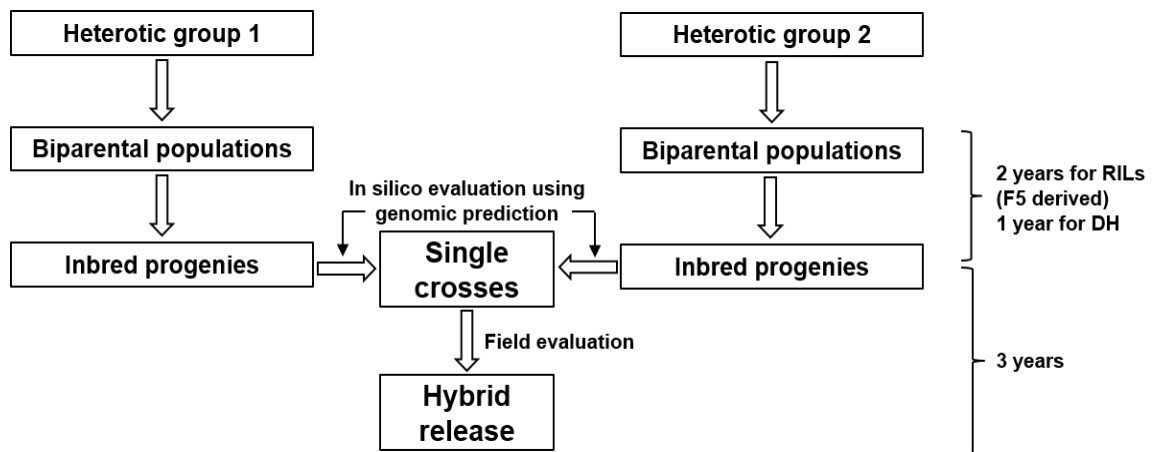 Heterotic group 1
Heterotic group 2
Biparental populations
Biparental populations
2 years for RILs
(F5 derived)
1 year for DH
In silico evaluation using
genomic prediction
Inbred progenies
Single
crosses
Inbred progenies
Field evaluation
3 years
Hybrid
release